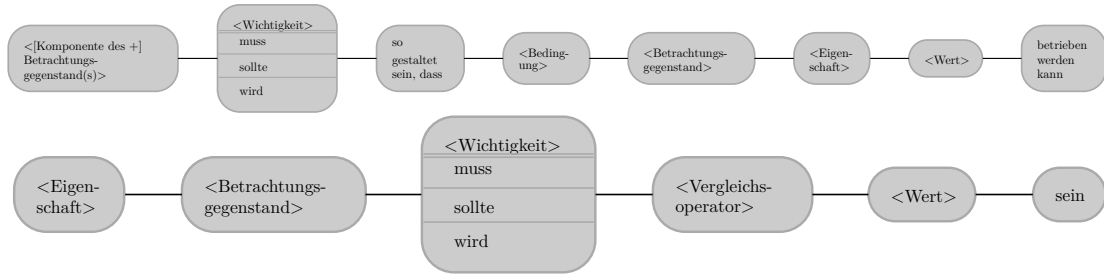 <[Komponente des +]
Betrachtungs-
gegenstand(s)>
<Wichtigkeit>
muss
sollte
wird
so
gestaltet
sein, dass
<Beding-
ung>
<Betrachtungs-
gegenstand>
<Eigen-
schaft>
<Wert>
betrieben
werden
kann
<Eigen-
schaft>
<Betrachtungs-
gegenstand>
<Wichtigkeit>
muss
sollte
wird
<Vergleichs-
operator>
<Wert>
sein